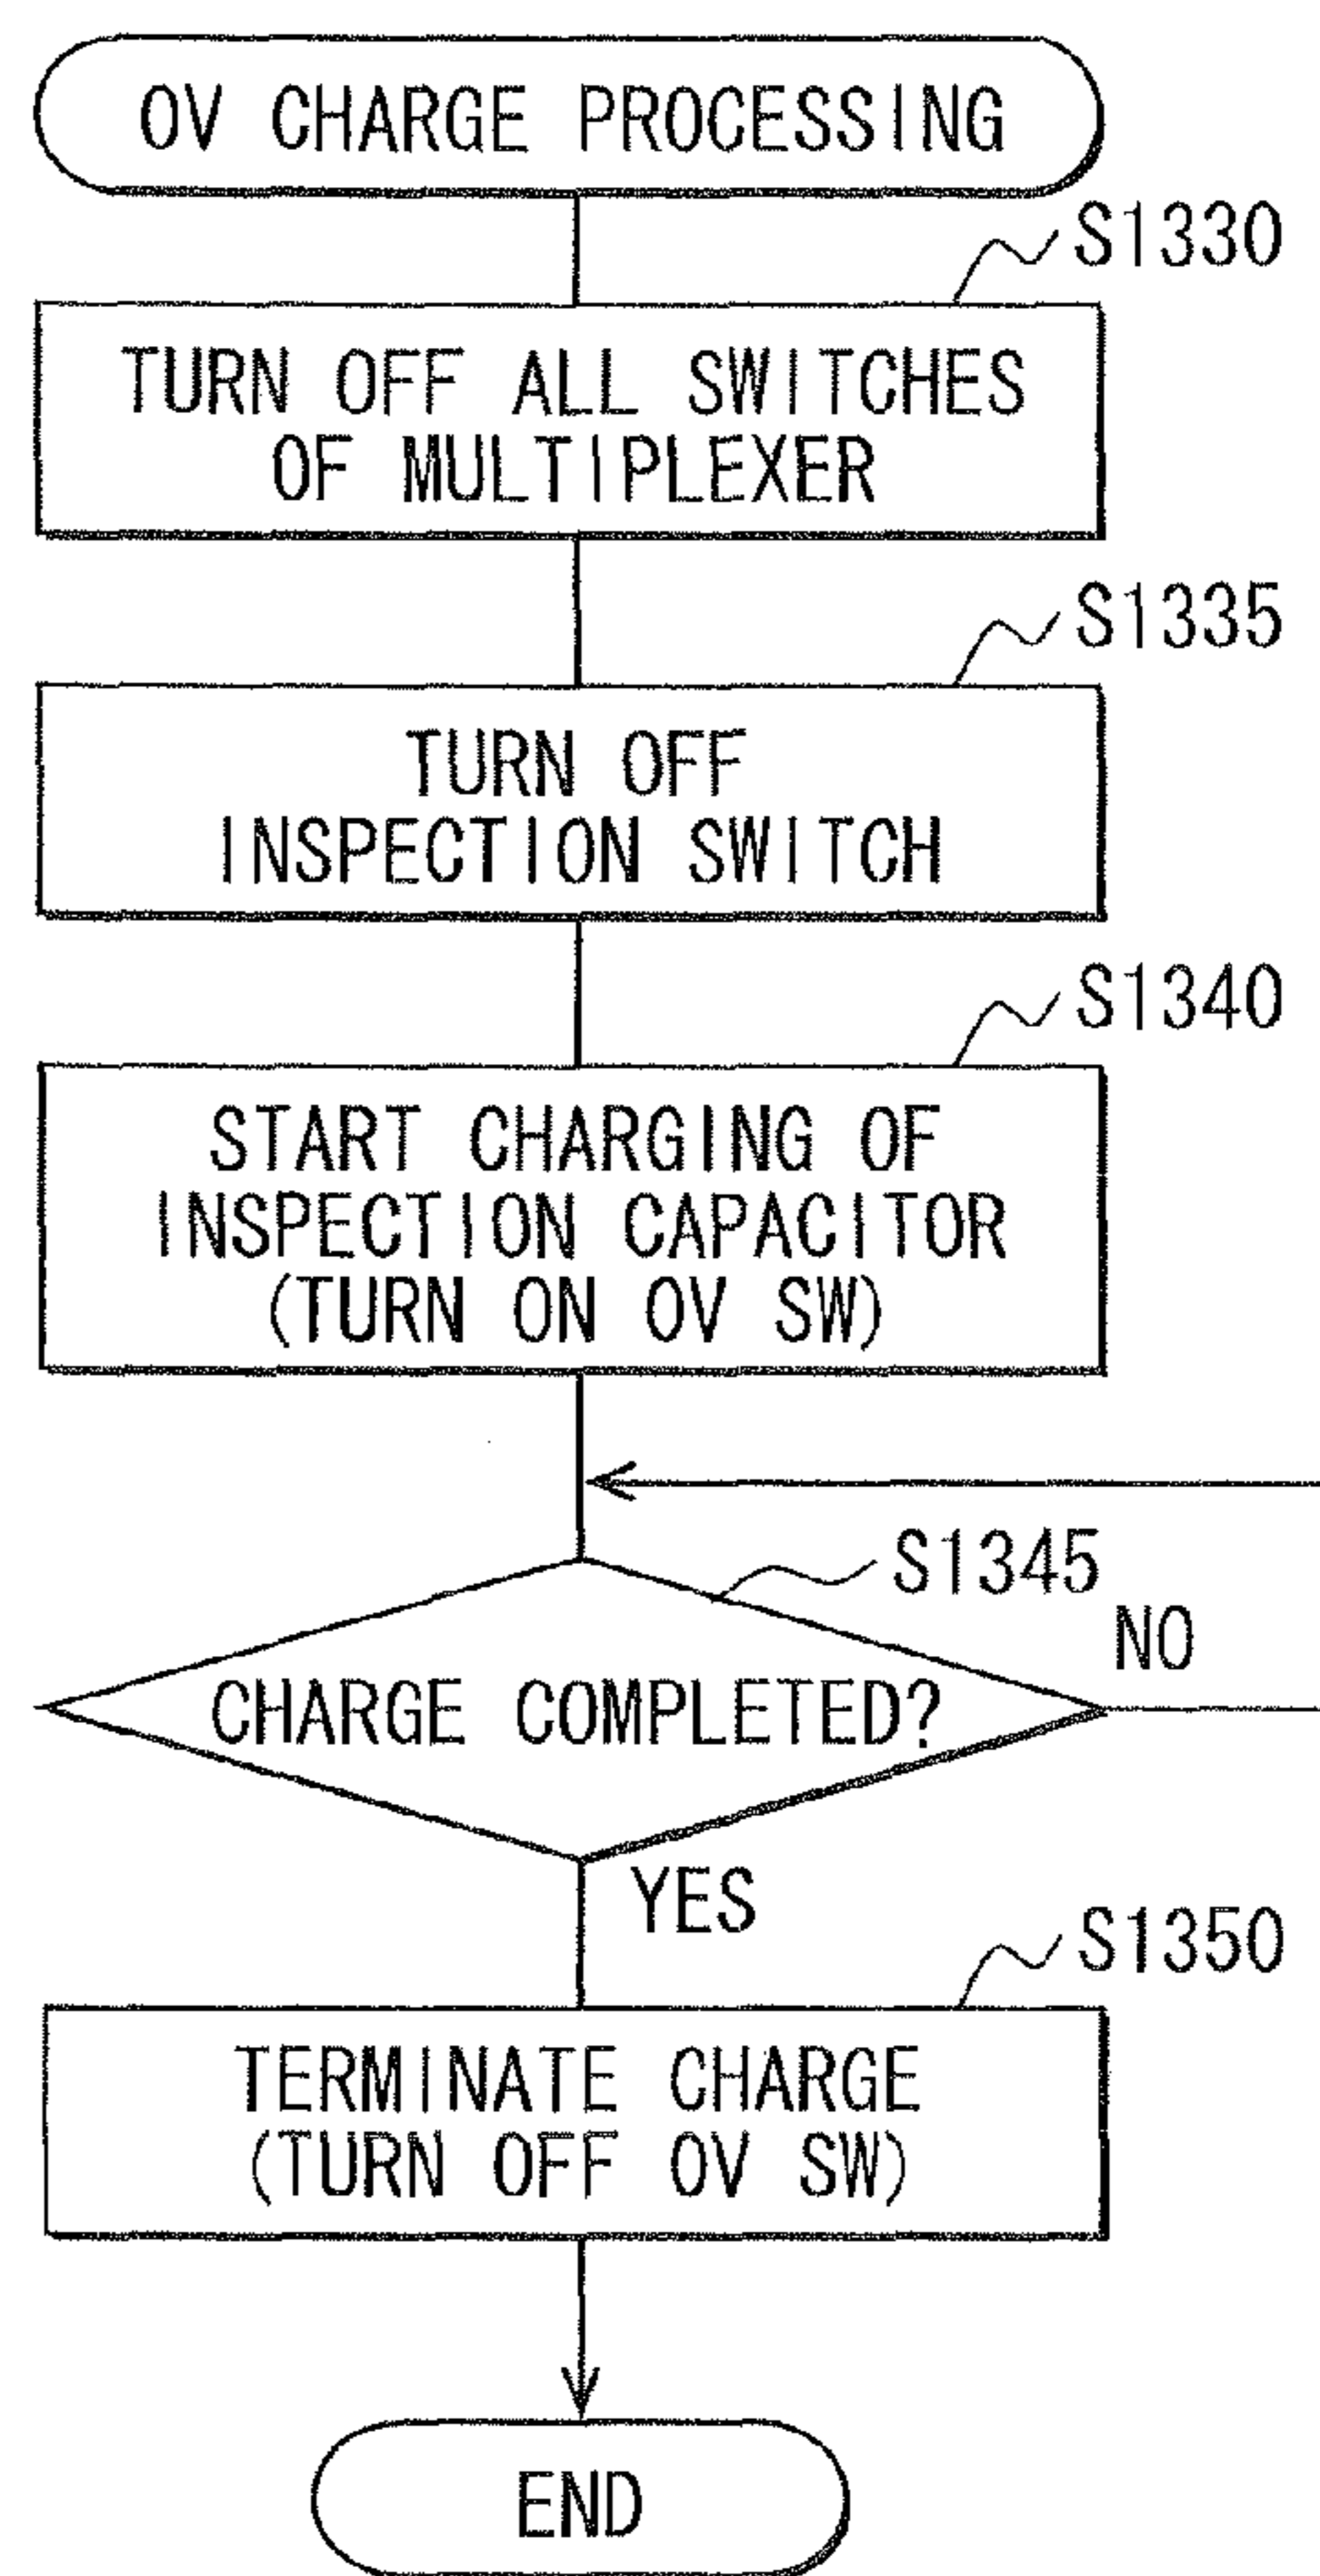 OV CHARGE PROCESSING
S1330
TURN OFF ALL SWITCHES
OF MULTIPLEXER
S1335
TURN OFF
INSPECTION SWITCH
S1340
START CHARGING OF
INSPECTION CAPACITOR
(TURN ON OV SW)
S1345
NO
CHARGE COMPLETED?
YES
S1350
TERMINATE CHARGE
(TURN OFF OV SW)
END